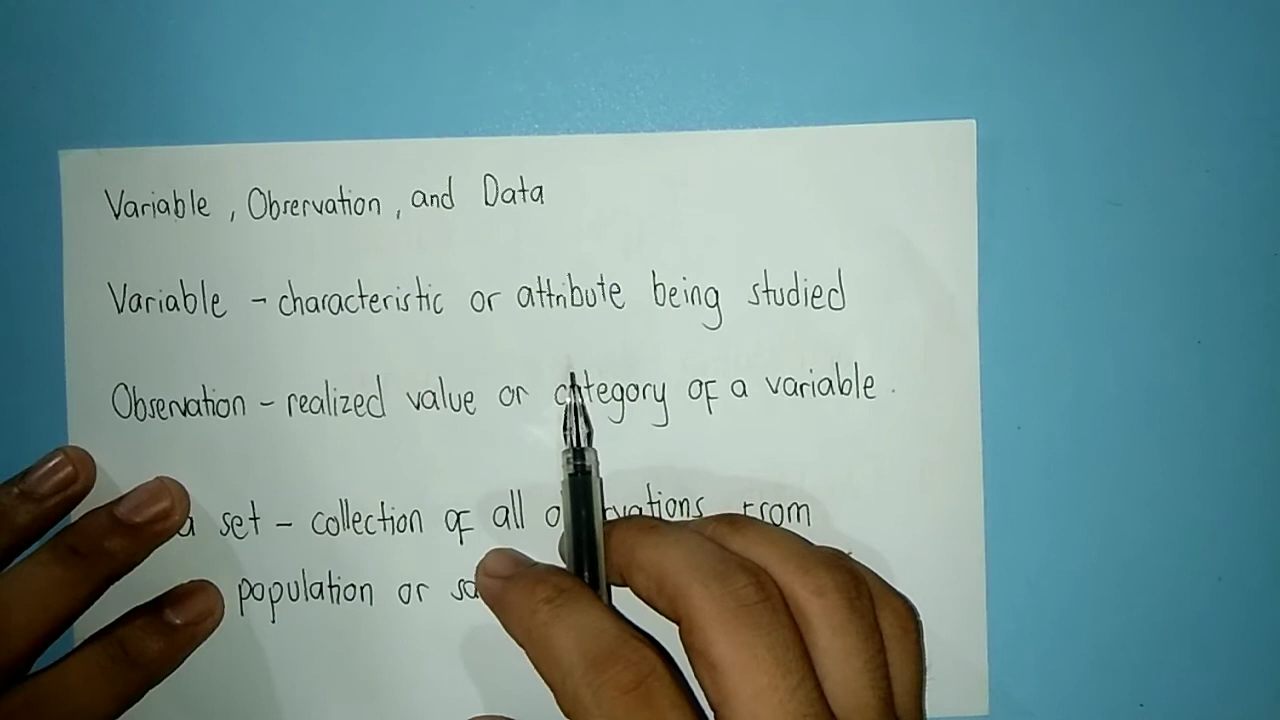 Variable, Observation, and Data
Variable - characteristic or attribute being studied
Observation - realized value or category of a variable.
set - collection of all observations from
population or